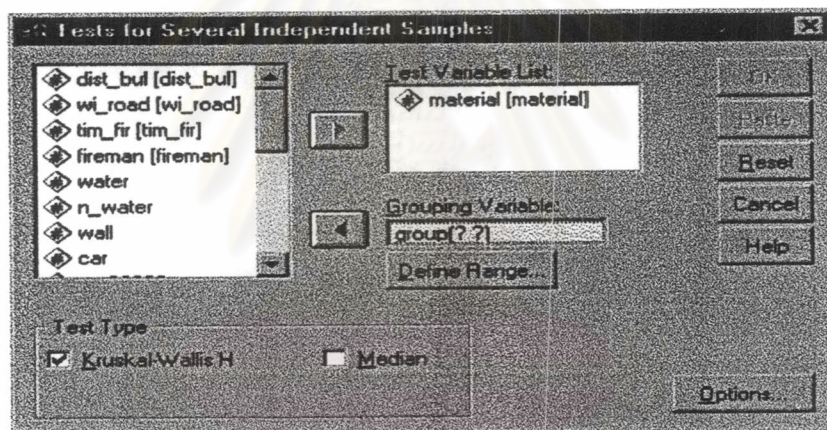 Tests for Several Independent Samples
dist_bul [dist_bul]
wi_road [wi_road]
tim_fir [tim_fir]
fireman [fireman]
water
n_water
wall
car
Test Variable List:
material [material]
Grouping Variable:
group(? ?)
Define Range...
OK
Paste
Reset
Cancel
Help
Test Type
Kruskal-Wallis H
Median
Options...